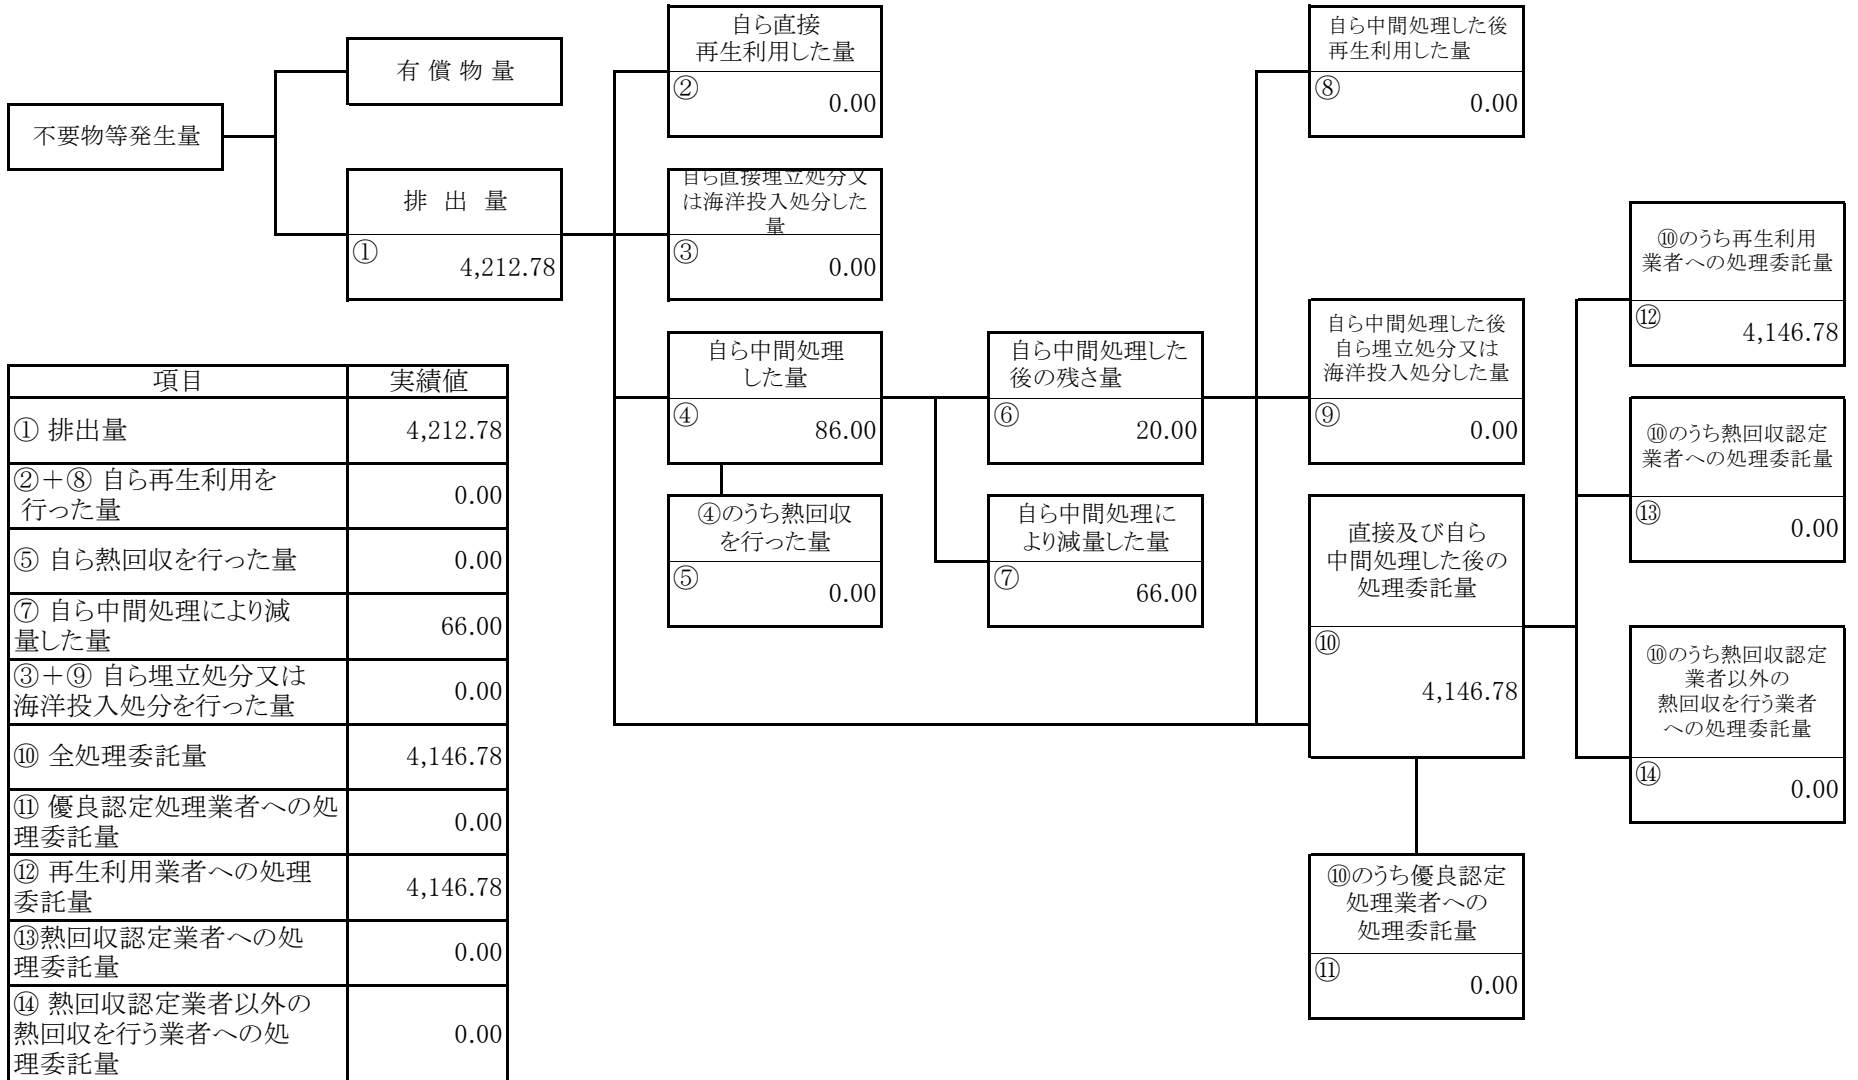 不要物等発生量
有 償 物 量
排 出 量
①
4,212.78
自ら直接
再生利用した量
②
0.00
自ら直接埋立処分又
は海洋投入処分した
量
③
0.00
自ら中間処理
した量
④
86.00
④のうち熱回収
を行った量
⑤
0.00
自ら中間処理した
後の残さ量
⑥
20.00
自ら中間処理に
より減量した量
⑦
66.00
自ら中間処理した後
再生利用した量
⑧
0.00
自ら中間処理した後
自ら埋立処分又は
海洋投入処分した量
⑨
0.00
直接及び自ら
中間処理した後の
処理委託量
⑩
4,146.78
⑩のうち優良認定
処理業者への
処理委託量
⑪
0.00
⑩のうち再生利用
業者への処理委託量
⑫
4,146.78
⑩のうち熱回収認定
業者への処理委託量
⑬
0.00
⑩のうち熱回収認定
業者以外の
熱回収を行う業者
への処理委託量
⑭
0.00
項目 実績値
① 排出量 4,212.78
②＋⑧ 自ら再生利用を
行った量 0.00
⑤ 自ら熱回収を行った量 0.00
⑦ 自ら中間処理により減
量した量 66.00
③＋⑨ 自ら埋立処分又は
海洋投入処分を行った量 0.00
⑩ 全処理委託量 4,146.78
⑪ 優良認定処理業者への処
理委託量 0.00
⑫ 再生利用業者への処理
委託量 4,146.78
⑬熱回収認定業者への処
理委託量 0.00
⑭ 熱回収認定業者以外の
熱回収を行う業者への処
理委託量 0.00